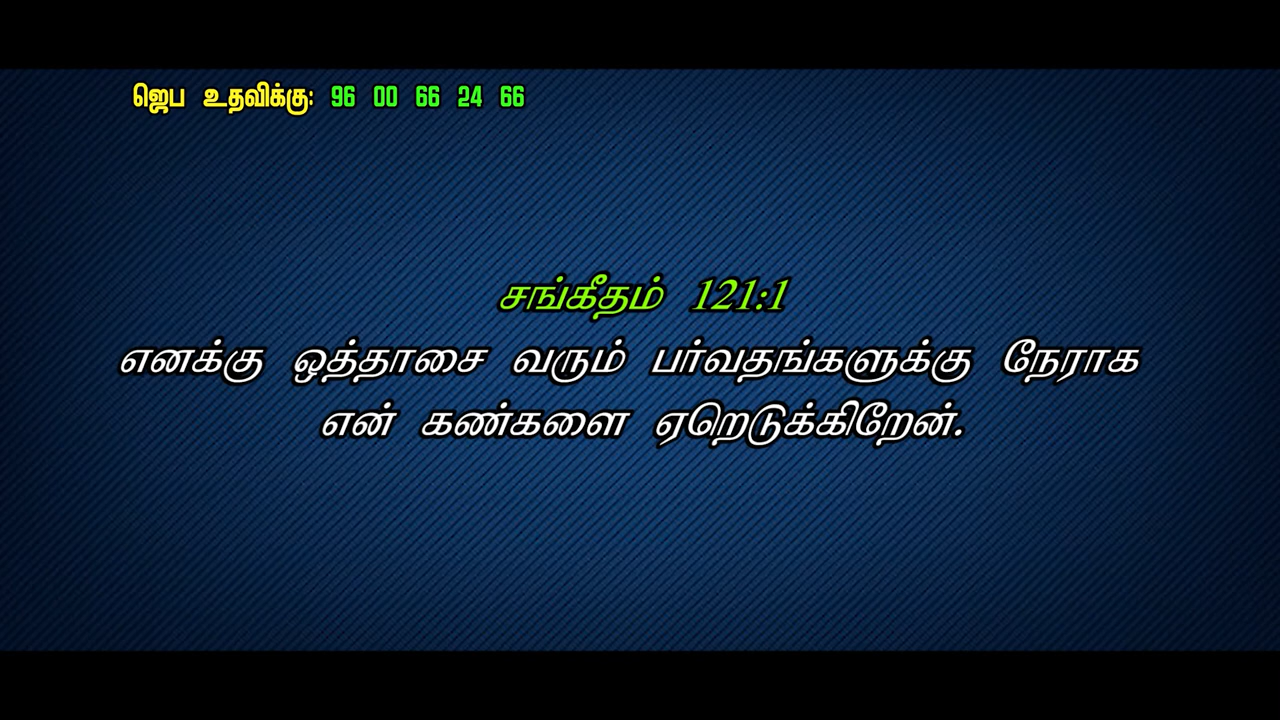 ஜெப உதவிக்கு: 96 00 66 24 66
சங்கீதம் 121:1
எனக்கு ஒத்தாசை வரும் பர்வதங்களுக்கு நேராக
என் கண்களை ஏறெடுக்கிறேன்.